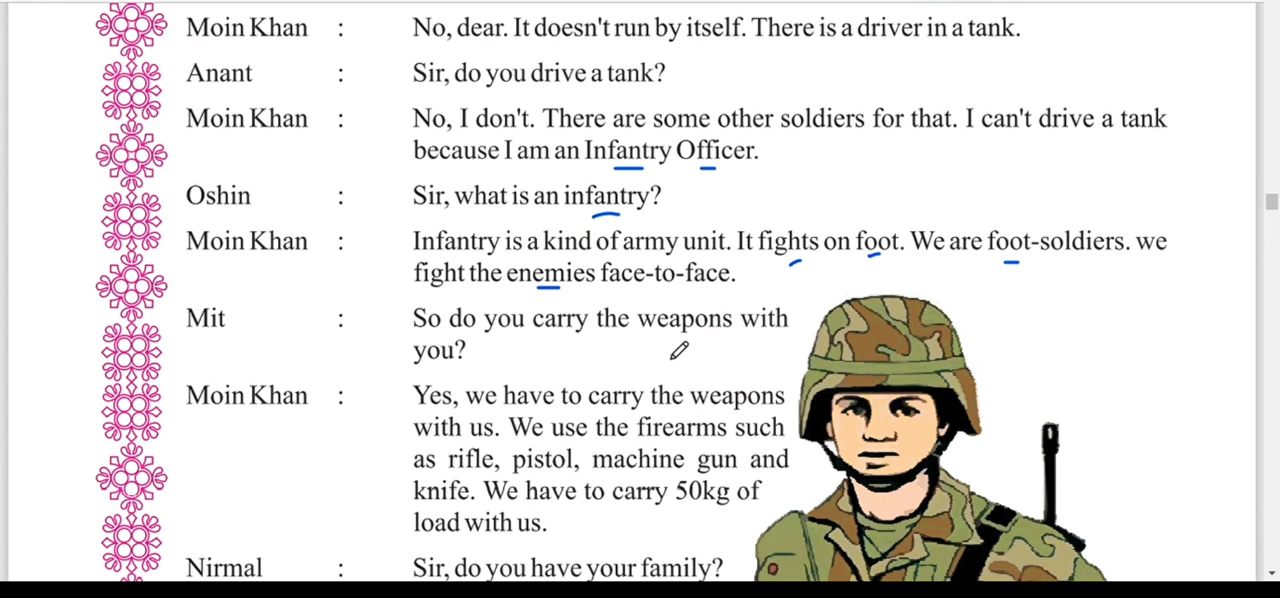 Moin Khan : No, dear. It doesn't run by itself. There is a driver in a tank.
Anant : Sir, do you drive a tank?
Moin Khan : No, I don't. There are some other soldiers for that. I can't drive a tank
because I am an Infantry Officer.
Oshin : Sir, what is an infantry?
Moin Khan : Infantry is a kind of army unit. It fights on foot. We are foot-soldiers. we
fight the enemies face-to-face.
Mit : So do you carry the weapons with
you?
Moin Khan : Yes, we have to carry the weapons
with us. We use the firearms such
as rifle, pistol, machine gun and
knife. We have to carry 50kg of
load with us.
Nirmal : Sir, do you have your family?